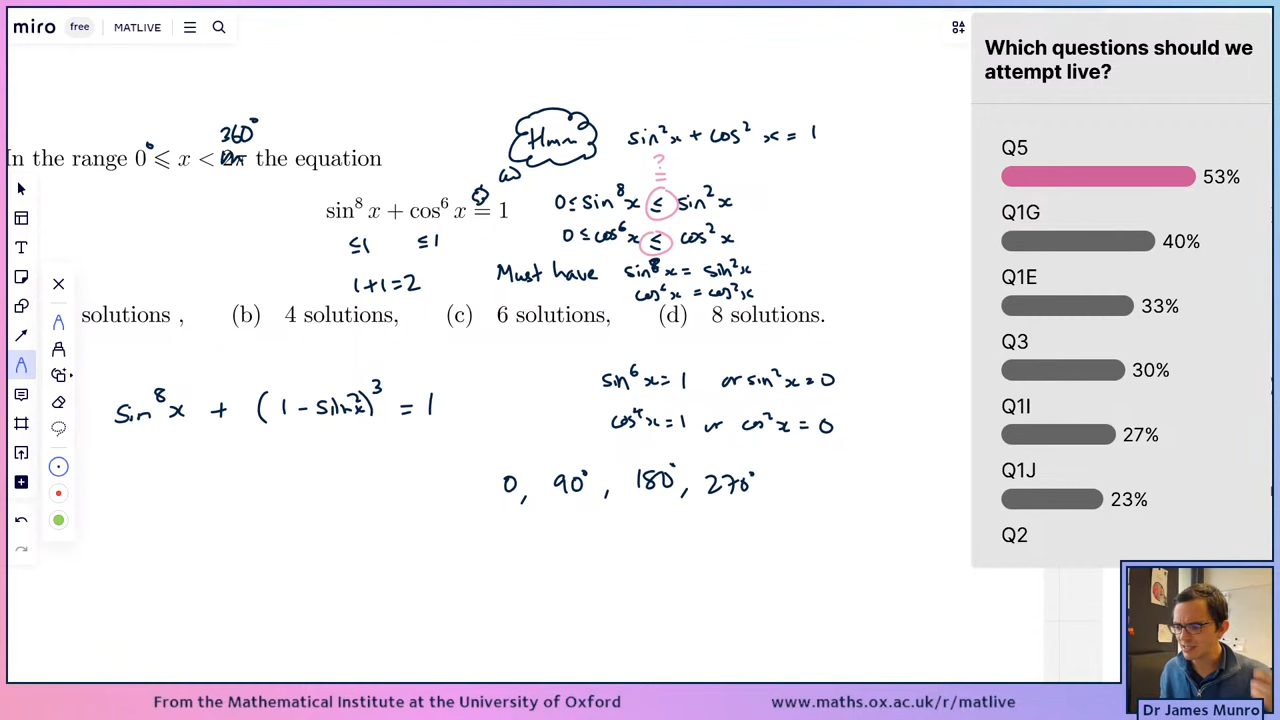 miro free MATLIVE
Which questions should we
attempt live?
Q5
53%
Q1G
40%
Q1E
33%
Q3
30%
Q1I
27%
Q1J
23%
Q2
360°
In the range 0° ⩽ x < the equation
Hmm
sin²x + cos²x = 1
?
=
sin⁸ x + cos⁶ x = 1
0 ≤ sin⁸x ≤ sin²x
≤1 ≤1
0 ≤ cos⁶x ≤ cos²x
1+1=2
Must have sin⁸x = sin²x
cos⁶x = cos²x
solutions , (b) 4 solutions, (c) 6 solutions, (d) 8 solutions.
sin⁸x + (1 - sin²x)³ = 1
sin⁶x = 1 or sin²x = 0
cos⁴x = 1 or cos²x = 0
0, 90°, 180°, 270°
T
From the Mathematical Institute at the University of Oxford
www.maths.ox.ac.uk/r/matlive
Dr James Munro